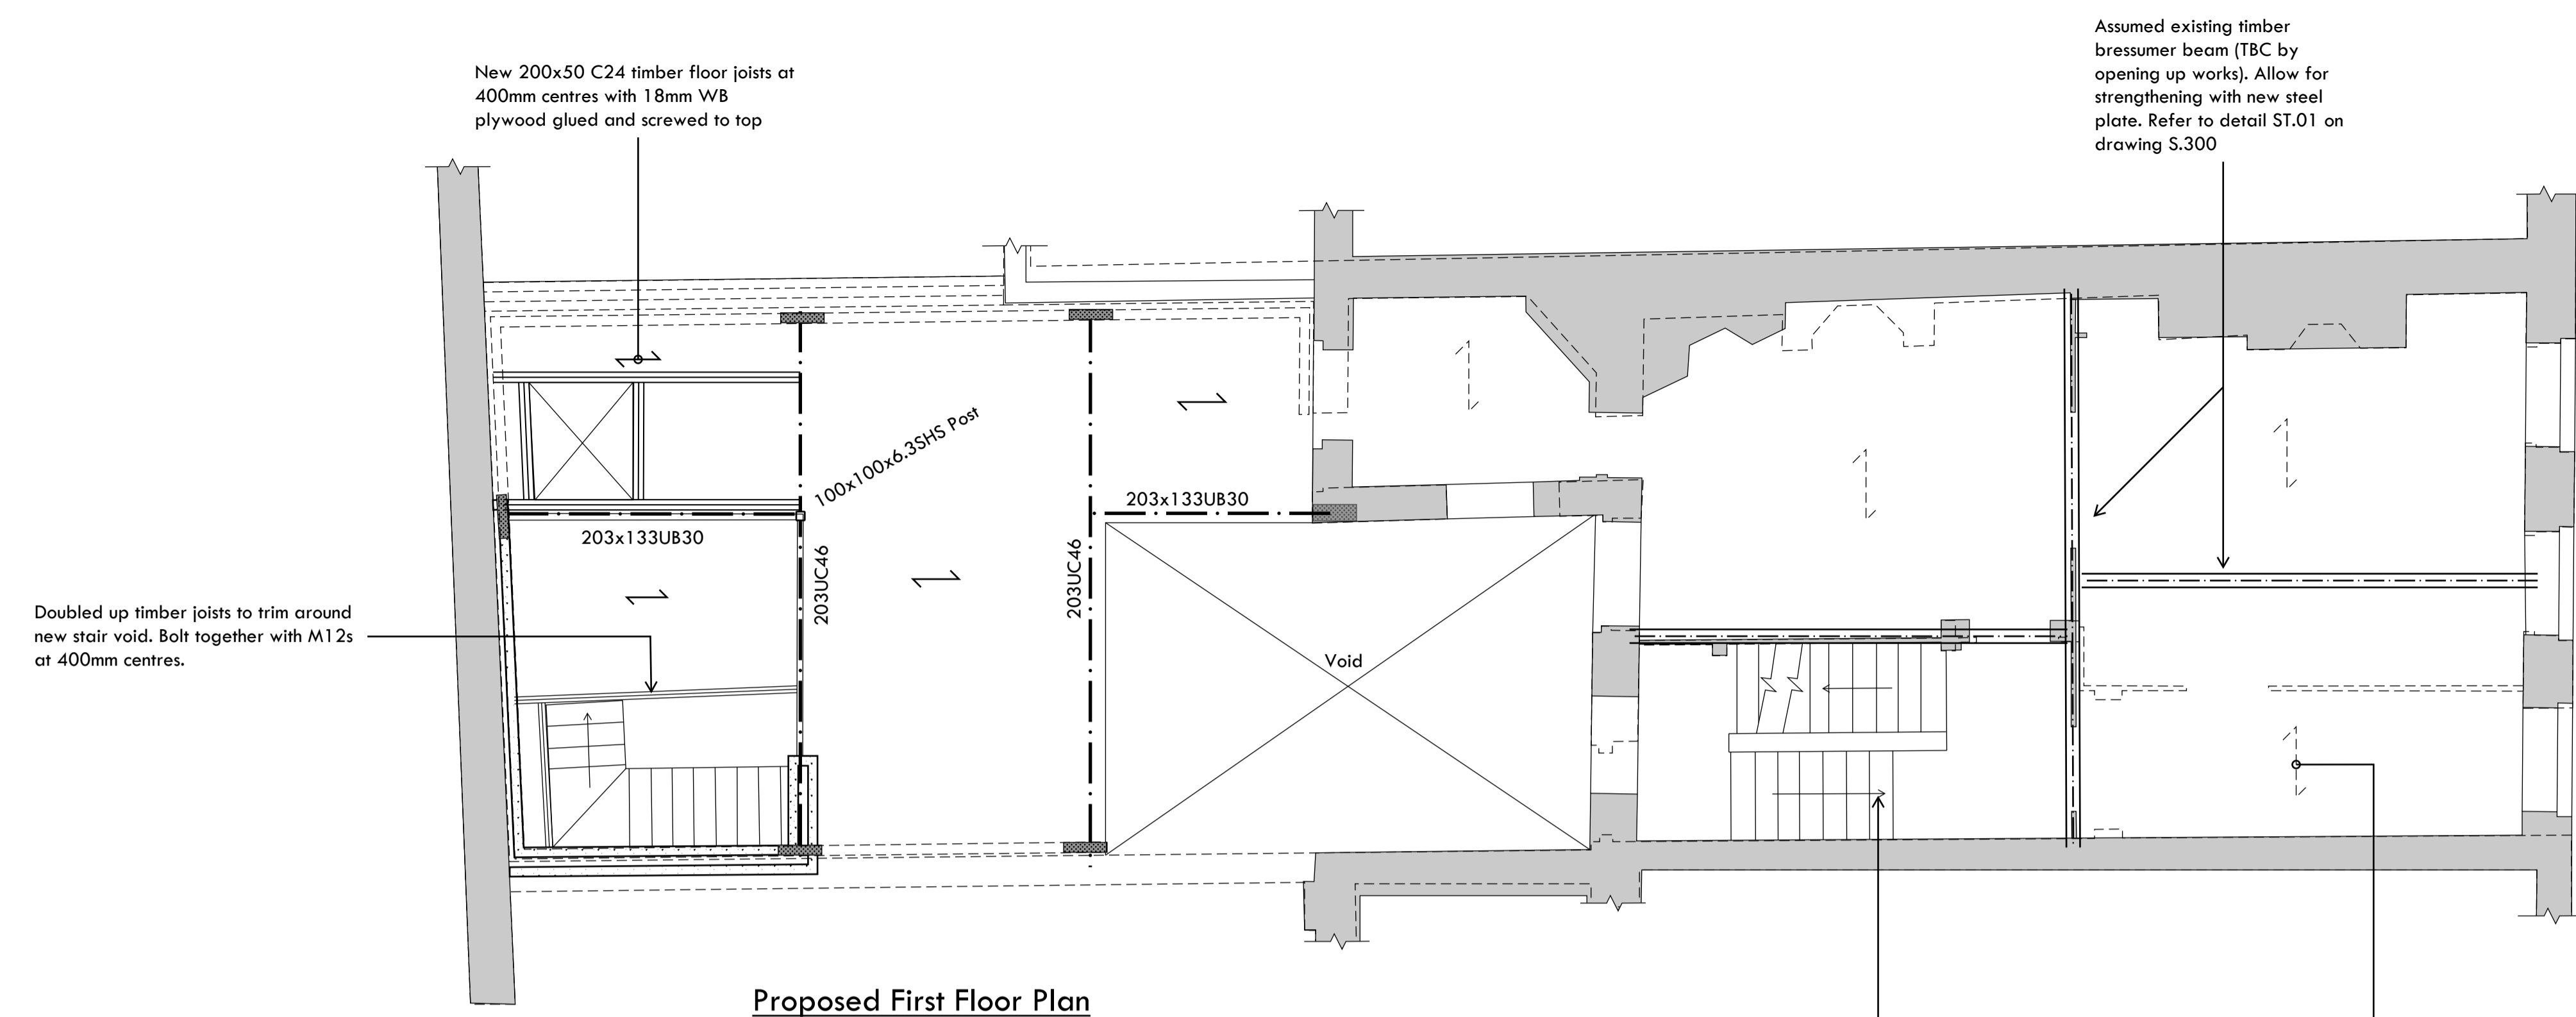 Assumed existing timber
bressumer beam (TBC by
opening up works). Allow for
strengthening with new steel
plate. Refer to detail ST.01 on
drawing S.300
New 200x50 C24 timber floor joists at
400mm centres with 18mm WB
plywood glued and screwed to top
100x100x6.3SHS Post
203x133UB30
203x133UB30
203UC46
203UC46
Doubled up timber joists to trim around
new stair void. Bolt together with M12s
at 400mm centres.
Void
Proposed First Floor Plan